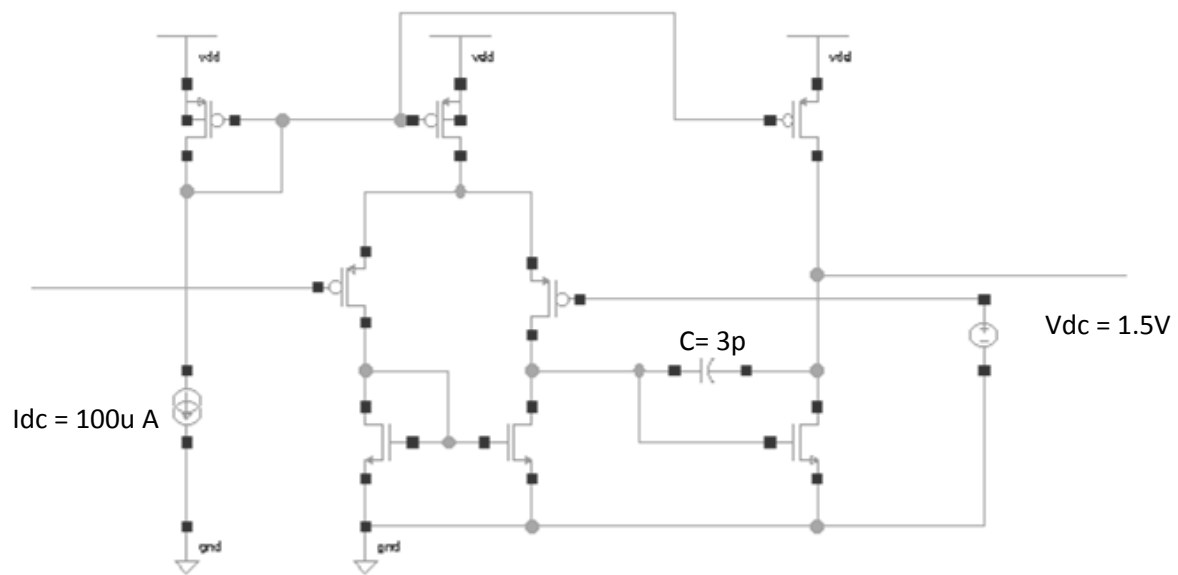 vdd
vdd
vdd
C= 3p
Vdc = 1.5V
Idc = 100u A
gnd
gnd